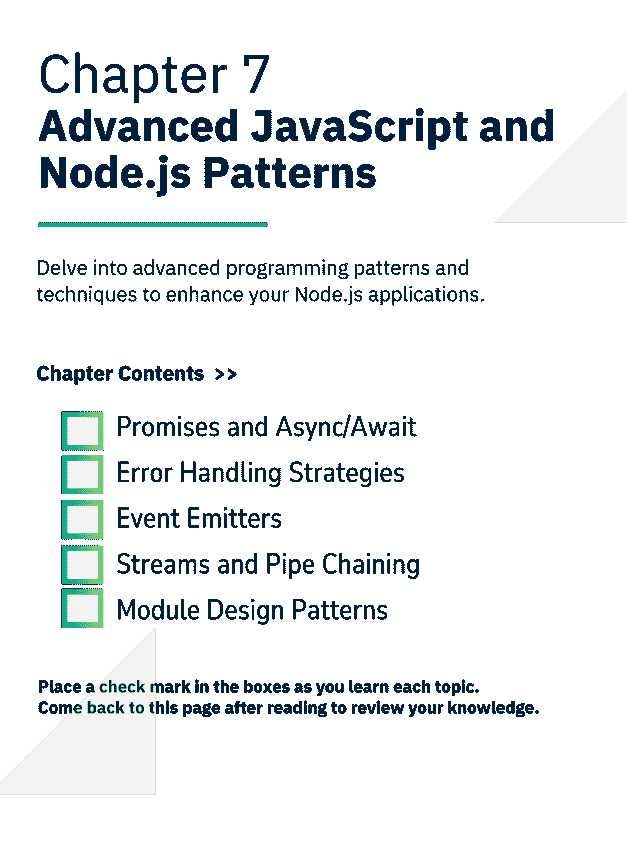 Chapter 7
Advanced JavaScript and
Node.js Patterns
Delve into advanced programming patterns and
techniques to enhance your Node.js applications.
Chapter Contents >>
Promises and Async/Await
Error Handling Strategies
Event Emitters
Streams and Pipe Chaining
Module Design Patterns
Place a check mark in the boxes as you learn each topic.
Come back to this page after reading to review your knowledge.